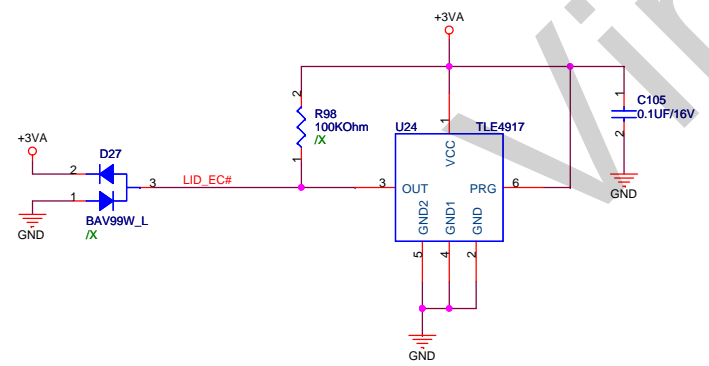 +3VA
2
R98
100KOhm
/X
1
1
C105
0.1UF/16V
2
GND
U24
TLE4917
1
VCC
3
OUT
PRG
6
GND2
GND1
GND
5
4
2
GND
+3VA
D27
2
3
LID_EC#
1
BAV99W_L
/X
GND